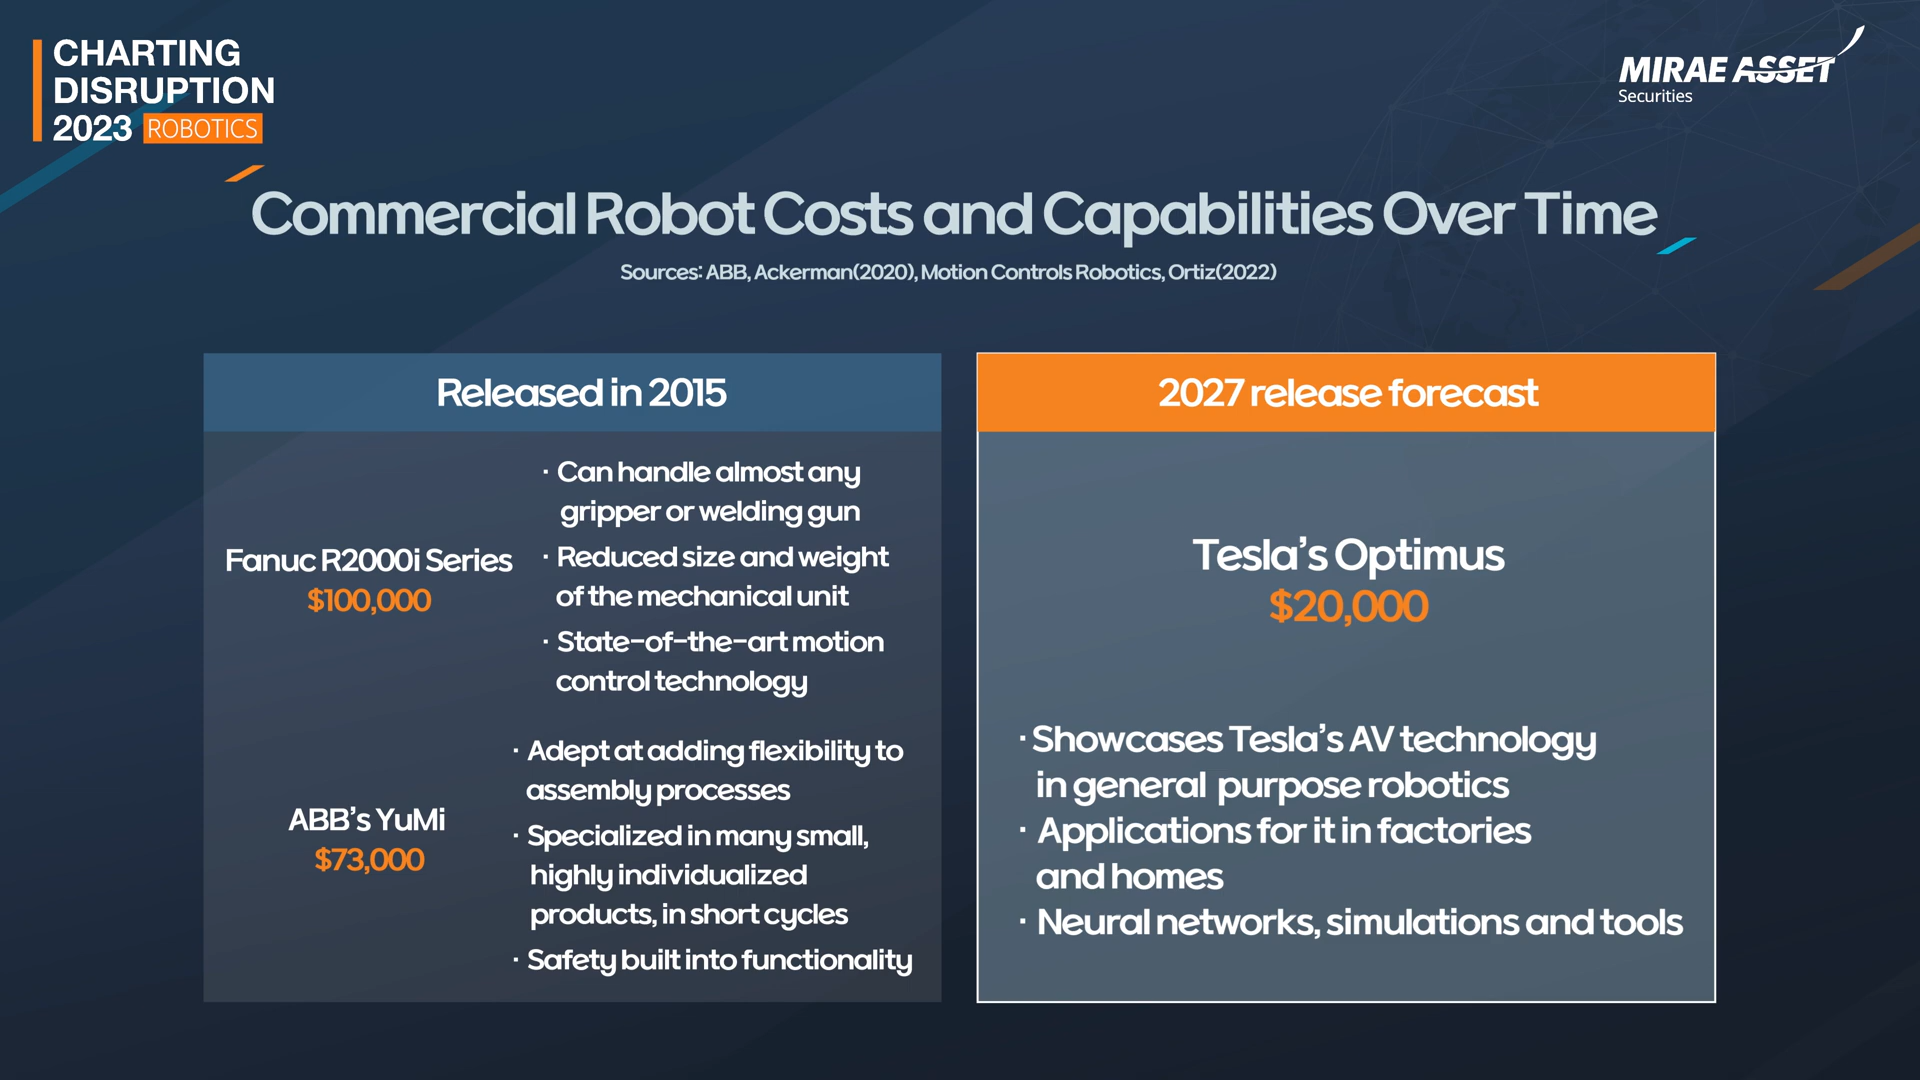 CHARTING
DISRUPTION
2023 ROBOTICS
MIRAE ASSET
Securities
Commercial Robot Costs and Capabilities Over Time
Sources: ABB, Ackerman(2020), Motion Controls Robotics, Ortiz(2022)
Released in 2015
Fanuc R2000i Series
$100,000
· Can handle almost any
gripper or welding gun
· Reduced size and weight
of the mechanical unit
· State-of-the-art motion
control technology
ABB's YuMi
$73,000
· Adept at adding flexibility to
assembly processes
· Specialized in many small,
highly individualized
products, in short cycles
· Safety built into functionality
2027 release forecast
Tesla's Optimus
$20,000
· Showcases Tesla's AV technology
in general purpose robotics
· Applications for it in factories
and homes
· Neural networks, simulations and tools